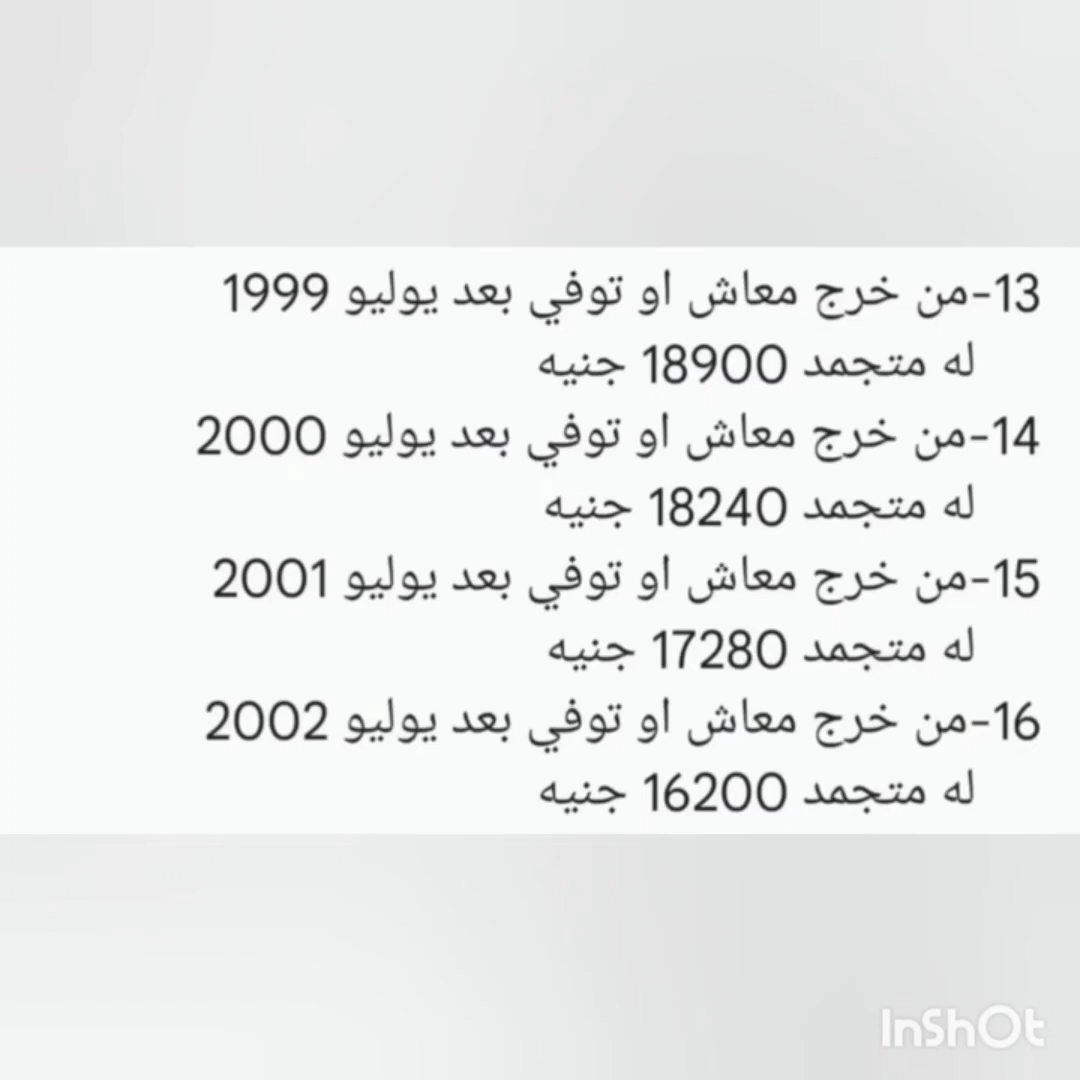 13-من خرج معاش او توفي بعد يوليو 1999
له متجمد 18900 جنيه
14-من خرج معاش او توفي بعد يوليو 2000
له متجمد 18240 جنيه
15-من خرج معاش او توفي بعد يوليو 2001
له متجمد 17280 جنيه
16-من خرج معاش او توفي بعد يوليو 2002
له متجمد 16200 جنيه
InShOt